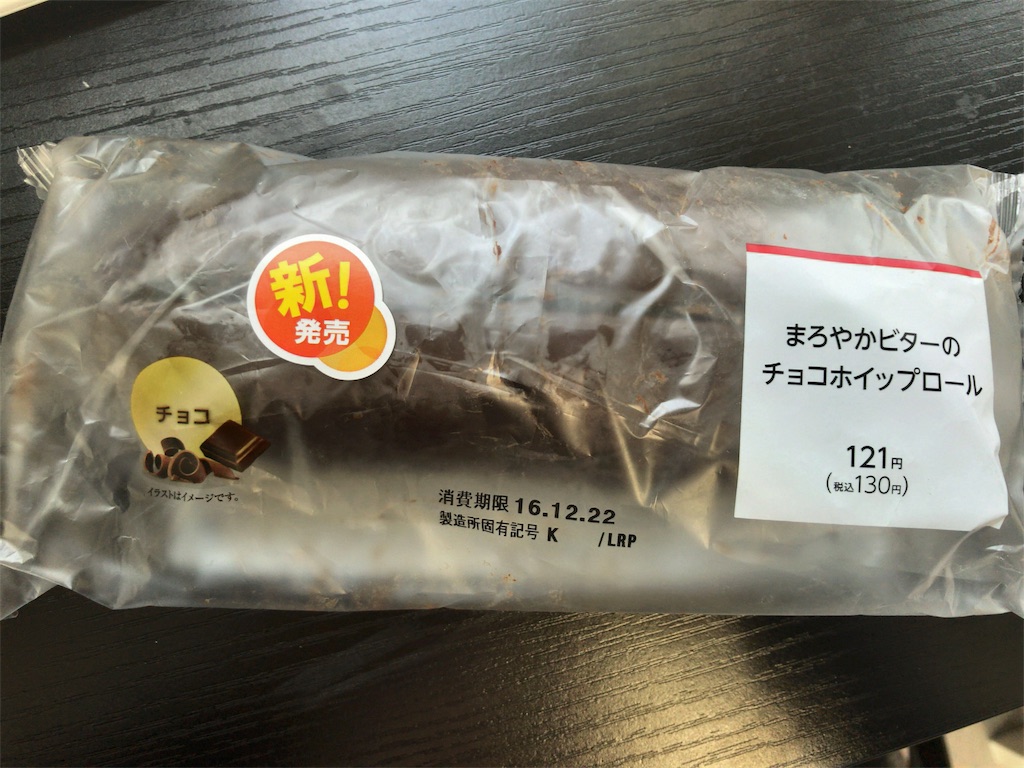 新!
発売
チョコ
イラストはイメージです。
消費期限 16.12.22
製造所固有記号 K /LRP
まろやかビターの
チョコホイップロール
121円
(税込130円)